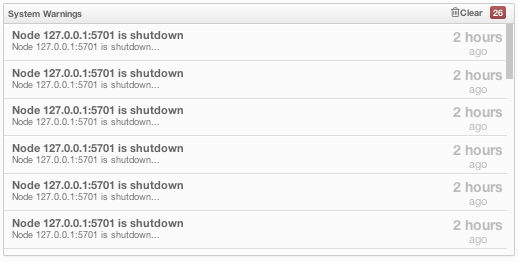 System Warnings Clear 26
Node 127.0.0.1:5701 is shutdown 2 hours
Node 127.0.0.1:5701 is shutdown... ago
Node 127.0.0.1:5701 is shutdown 2 hours
Node 127.0.0.1:5701 is shutdown... ago
Node 127.0.0.1:5701 is shutdown 2 hours
Node 127.0.0.1:5701 is shutdown... ago
Node 127.0.0.1:5701 is shutdown 2 hours
Node 127.0.0.1:5701 is shutdown... ago
Node 127.0.0.1:5701 is shutdown 2 hours
Node 127.0.0.1:5701 is shutdown... ago
Node 127.0.0.1:5701 is shutdown 2 hours
Node 127.0.0.1:5701 is shutdown... ago